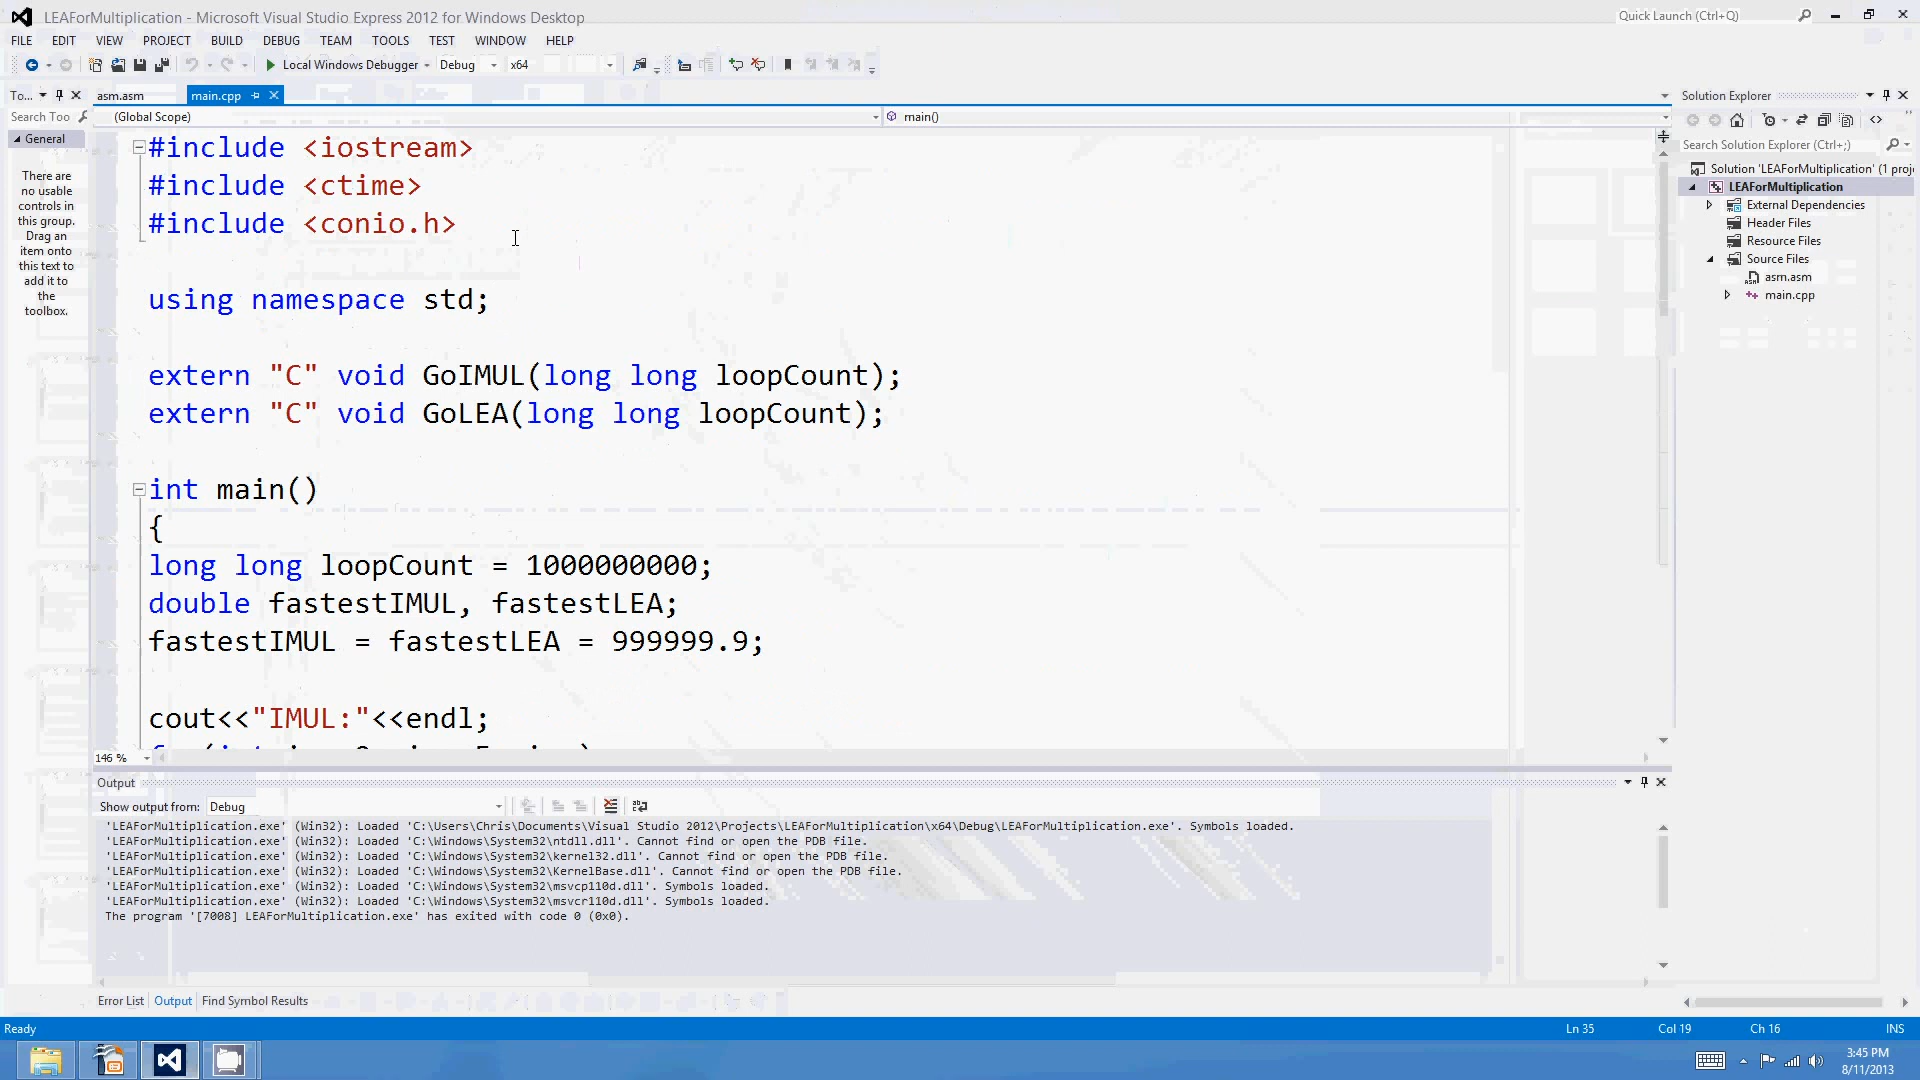 LEAForMultiplication - Microsoft Visual Studio Express 2012 for Windows Desktop
Quick Launch (Ctrl+Q)
FILE EDIT VIEW PROJECT BUILD DEBUG TEAM TOOLS TEST WINDOW HELP
Local Windows Debugger Debug x64
To... asm.asm main.cpp
Solution Explorer
Search Too
(Global Scope) main()
General
Search Solution Explorer (Ctrl+;)
There are
no usable
controls in
this group.
Drag an
item onto
this text to
add it to
the
toolbox.
#include <iostream>
#include <ctime>
#include <conio.h>
using namespace std;
extern "C" void GoIMUL(long long loopCount);
extern "C" void GoLEA(long long loopCount);
int main()
{
long long loopCount = 1000000000;
double fastestIMUL, fastestLEA;
fastestIMUL = fastestLEA = 999999.9;
cout<<"IMUL:"<<endl;
Solution 'LEAForMultiplication' (1 proj
LEAForMultiplication
External Dependencies
Header Files
Resource Files
Source Files
asm.asm
main.cpp
146 %
Output
Show output from: Debug
'LEAForMultiplication.exe' (Win32): Loaded 'C:\Users\Chris\Documents\Visual Studio 2012\Projects\LEAForMultiplication\x64\Debug\LEAForMultiplication.exe'. Symbols loaded.
'LEAForMultiplication.exe' (Win32): Loaded 'C:\Windows\System32\ntdll.dll'. Cannot find or open the PDB file.
'LEAForMultiplication.exe' (Win32): Loaded 'C:\Windows\System32\kernel32.dll'. Cannot find or open the PDB file.
'LEAForMultiplication.exe' (Win32): Loaded 'C:\Windows\System32\KernelBase.dll'. Cannot find or open the PDB file.
'LEAForMultiplication.exe' (Win32): Loaded 'C:\Windows\System32\msvcp110d.dll'. Symbols loaded.
'LEAForMultiplication.exe' (Win32): Loaded 'C:\Windows\System32\msvcr110d.dll'. Symbols loaded.
The program '[7008] LEAForMultiplication.exe' has exited with code 0 (0x0).
Error List Output Find Symbol Results
Ready Ln 35 Col 19 Ch 16 INS
3:45 PM
8/11/2013